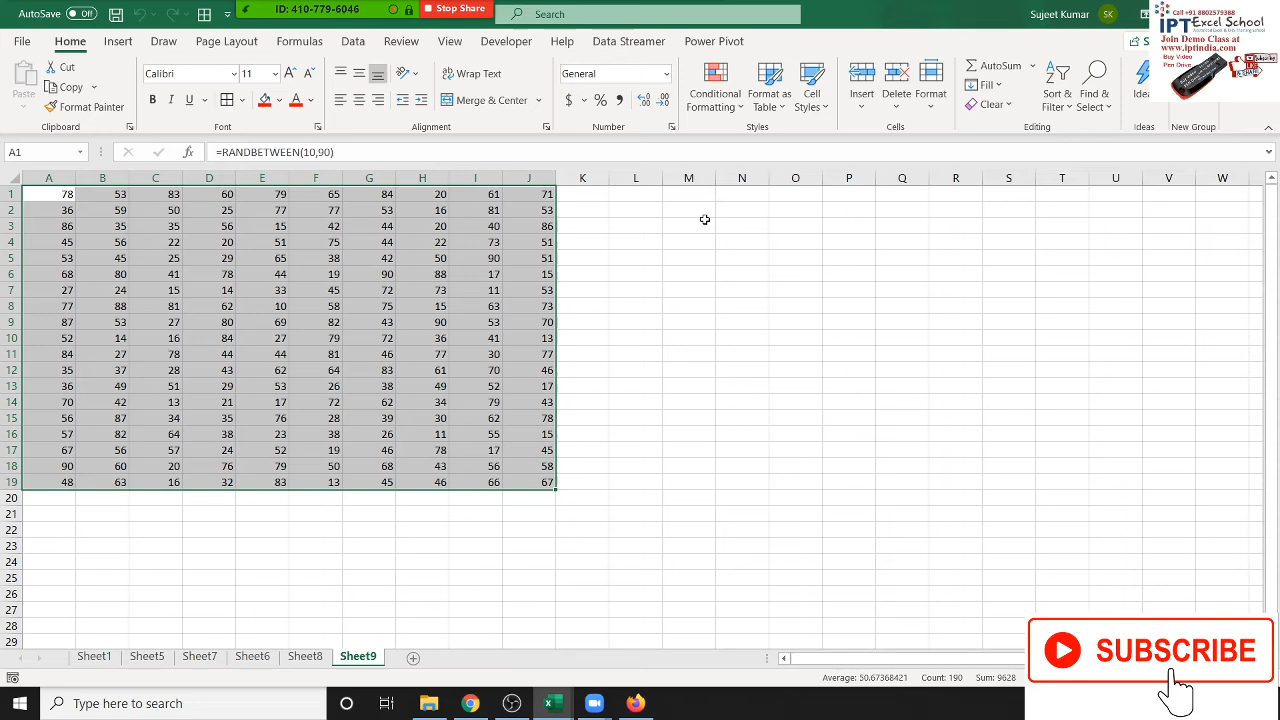 AutoSave Off
ID: 410-779-6046
Stop Share
Search
Sujeet Kumar
SK
Call +91 8802579388
IPT Excel School
Join Demo Class at
www.iptindia.com
Buy Video
Pen Drive
File Home Insert Draw Page Layout Formulas Data Review View Developer Help Data Streamer Power Pivot
Paste
Cut
Copy
Format Painter
Clipboard
Calibri 11
B I U
Font
Wrap Text
Merge & Center
Alignment
General
$ % ,
Number
Conditional Formatting
Format as Table
Cell Styles
Styles
Insert
Delete
Format
Cells
AutoSum
Fill
Clear
Sort & Filter
Find & Select
Editing
Ideas
New Group
A1
fx
=RANDBETWEEN(10,90)
A B C D E F G H I J K L M N O P Q R S T U V W
1 78 53 83 60 79 65 84 20 61 71
2 36 59 50 25 77 77 53 16 81 53
3 86 35 35 56 15 42 44 20 40 86
4 45 56 22 20 51 75 44 22 73 51
5 53 45 25 29 65 38 42 50 90 51
6 68 80 41 78 44 19 90 88 17 15
7 27 24 15 14 33 45 72 73 11 53
8 77 88 81 62 10 58 75 15 63 73
9 87 53 27 80 69 82 43 90 53 70
10 52 14 16 84 27 79 72 36 41 13
11 84 27 78 44 44 81 46 77 30 77
12 35 37 28 43 62 64 83 61 70 46
13 36 49 51 29 53 26 38 49 52 17
14 70 42 13 21 17 72 62 34 79 43
15 56 87 34 35 76 28 39 30 62 78
16 57 82 64 38 23 38 26 11 55 15
17 67 56 57 24 52 19 46 78 17 45
18 90 60 20 76 79 50 68 43 56 58
19 48 63 16 32 83 13 45 46 66 67
20
21
22
23
24
25
26
27
28
29
SUBSCRIBE
Sheet1 Sheet5 Sheet7 Sheet6 Sheet8 Sheet9
Average: 50.67368421 Count: 190 Sum: 9628
Type here to search